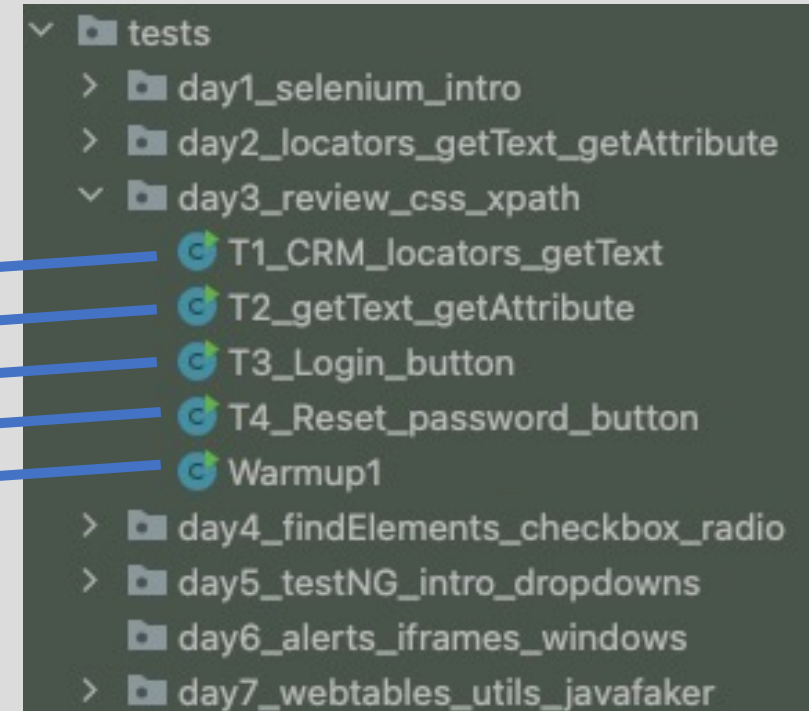 tests
day1_selenium_intro
day2_locators_getText_getAttribute
day3_review_css_xpath
C T1_CRM_locators_getText
C T2_getText_getAttribute
C T3_Login_button
C T4_Reset_password_button
C Warmup1
day4_findElements_checkbox_radio
day5_testNG_intro_dropdowns
day6_alerts_iframes_windows
day7_webtables_utils_javafaker